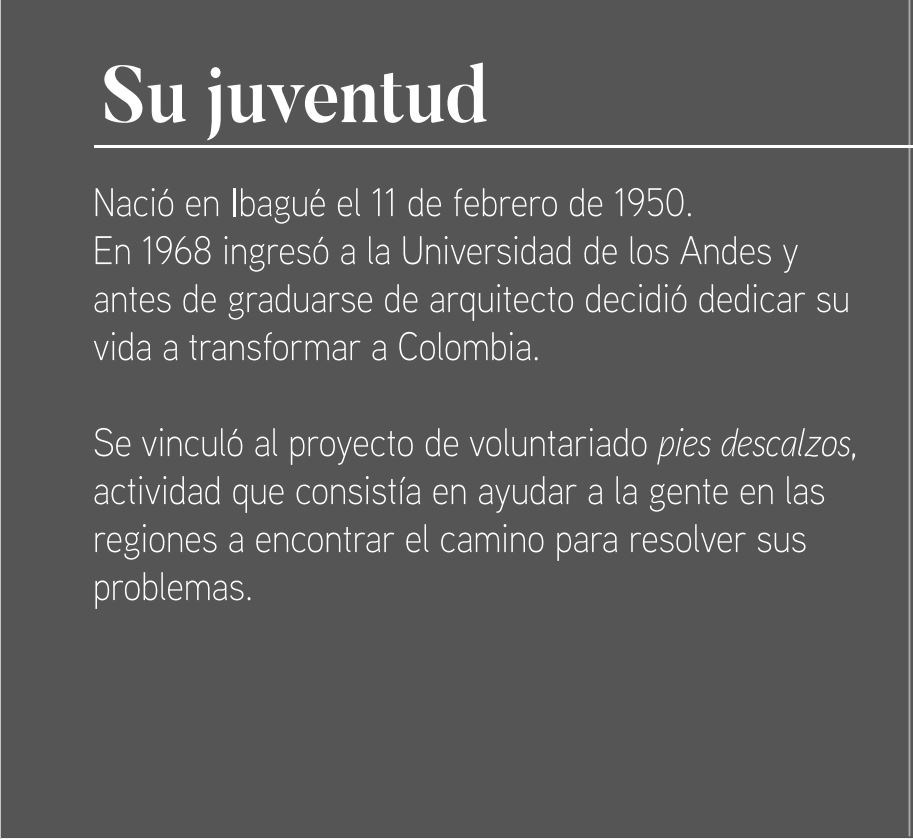 Su juventud
Nació en Ibagué el 11 de febrero de 1950.
En 1968 ingresó a la Universidad de los Andes y
antes de graduarse de arquitecto decidió dedicar su
vida a transformar a Colombia.
Se vinculó al proyecto de voluntariado pies descalzos,
actividad que consistía en ayudar a la gente en las
regiones a encontrar el camino para resolver sus
problemas.